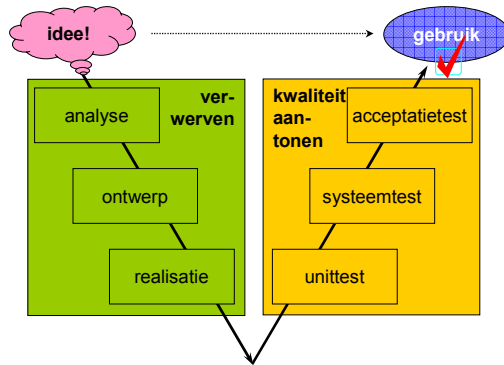 idee!
gebruik
ver-
werven
analyse
ontwerp
realisatie
kwaliteit
aan-
tonen
acceptatietest
systeemtest
unittest